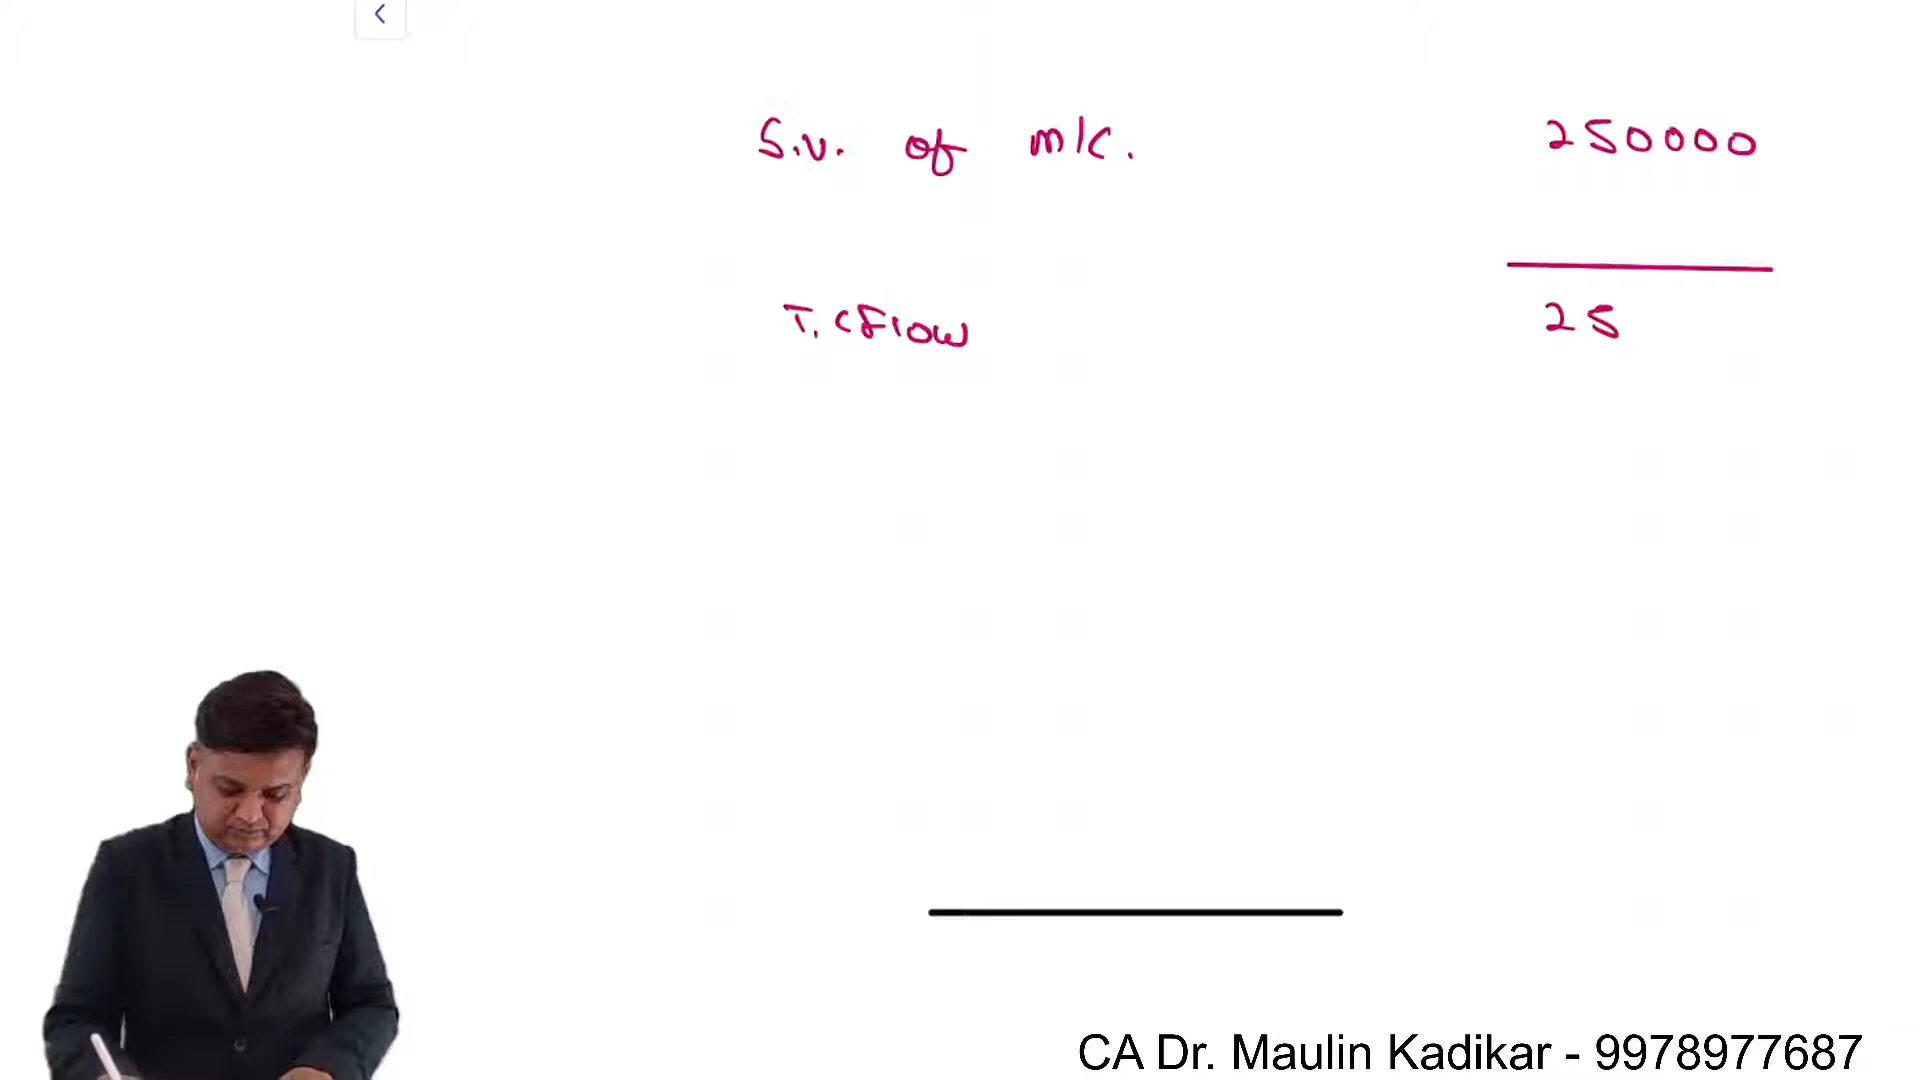 S.V. of m/c. 250000
T. CFlow 25
CA Dr. Maulin Kadikar - 9978977687